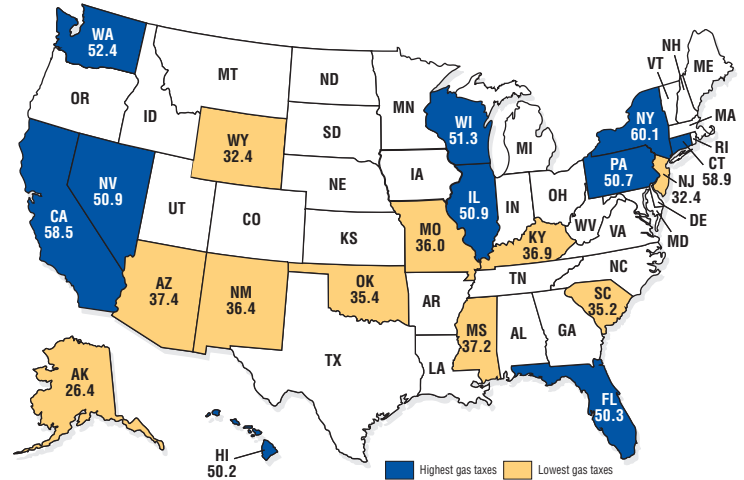 WA
52.4
MT
ND
MN
VT
NH
ME
OR
ID
WY
32.4
SD
WI
51.3
MI
NY
60.1
MA
RI
CT
58.9
NV
50.9
CA
58.5
UT
CO
NE
IA
IL
50.9
IN
OH
PA
50.7
NJ
32.4
DE
MD
WV
VA
KS
MO
36.0
KY
36.9
NC
TN
AZ
37.4
NM
36.4
OK
35.4
AR
SC
35.2
MS
37.2
AL
GA
TX
LA
AK
26.4
FL
50.3
HI
50.2
Highest gas taxes
Lowest gas taxes